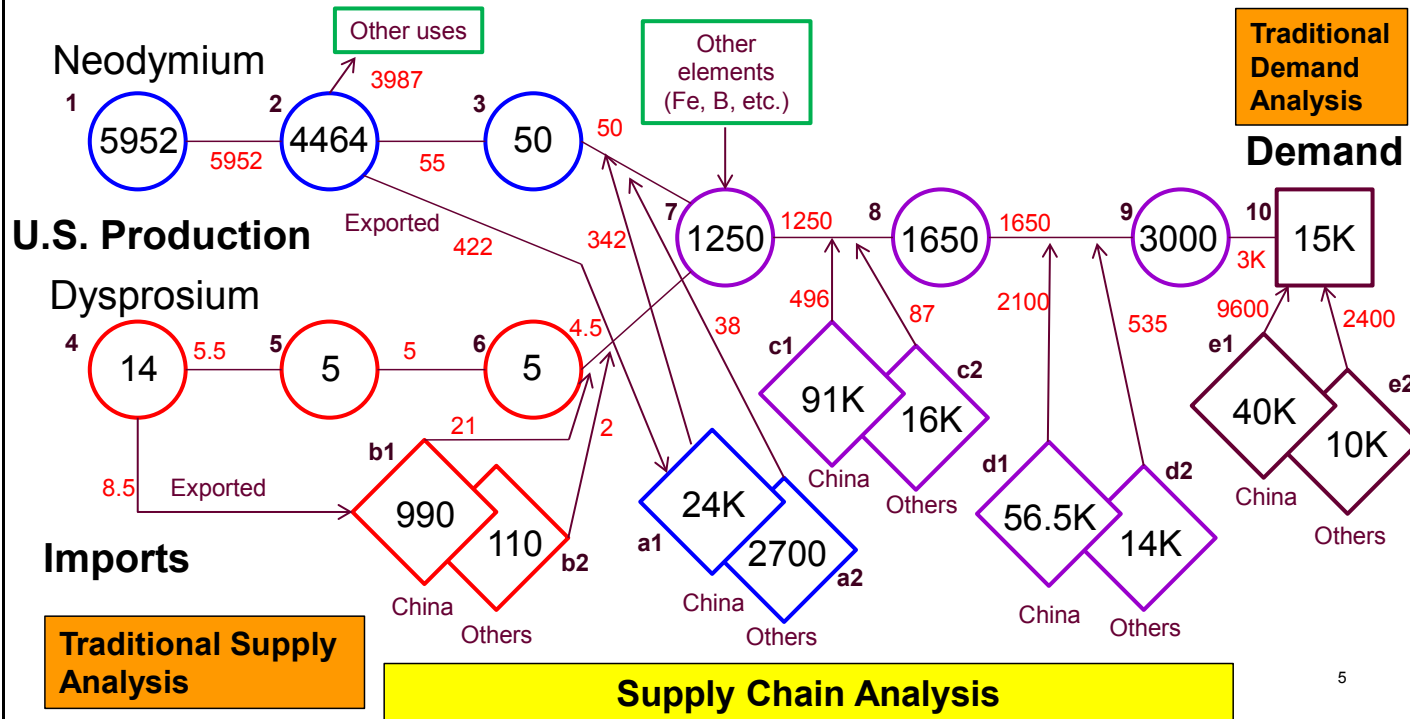 Other uses
Other
elements
(Fe, B, etc.)
Traditional
Demand
Analysis
Neodymium
3987
1
2
3
50
5952
4464
50
5952
55
Demand
7
1250
8
1650
9
10
U.S. Production
Exported
422
342
1250
1650
3000
15K
3K
Dysprosium
4
5.5
5
5
6
4.5
38
496
87
2100
535
9600
2400
14
5
5
c1
c2
e1
e2
91K
16K
40K
10K
21
2
b1
China
Others
d1
d2
China
Others
8.5
Exported
990
110
b2
24K
2700
a1
a2
56.5K
14K
Imports
China
Others
China
Others
China
Others
Traditional Supply
Analysis
Supply Chain Analysis
5